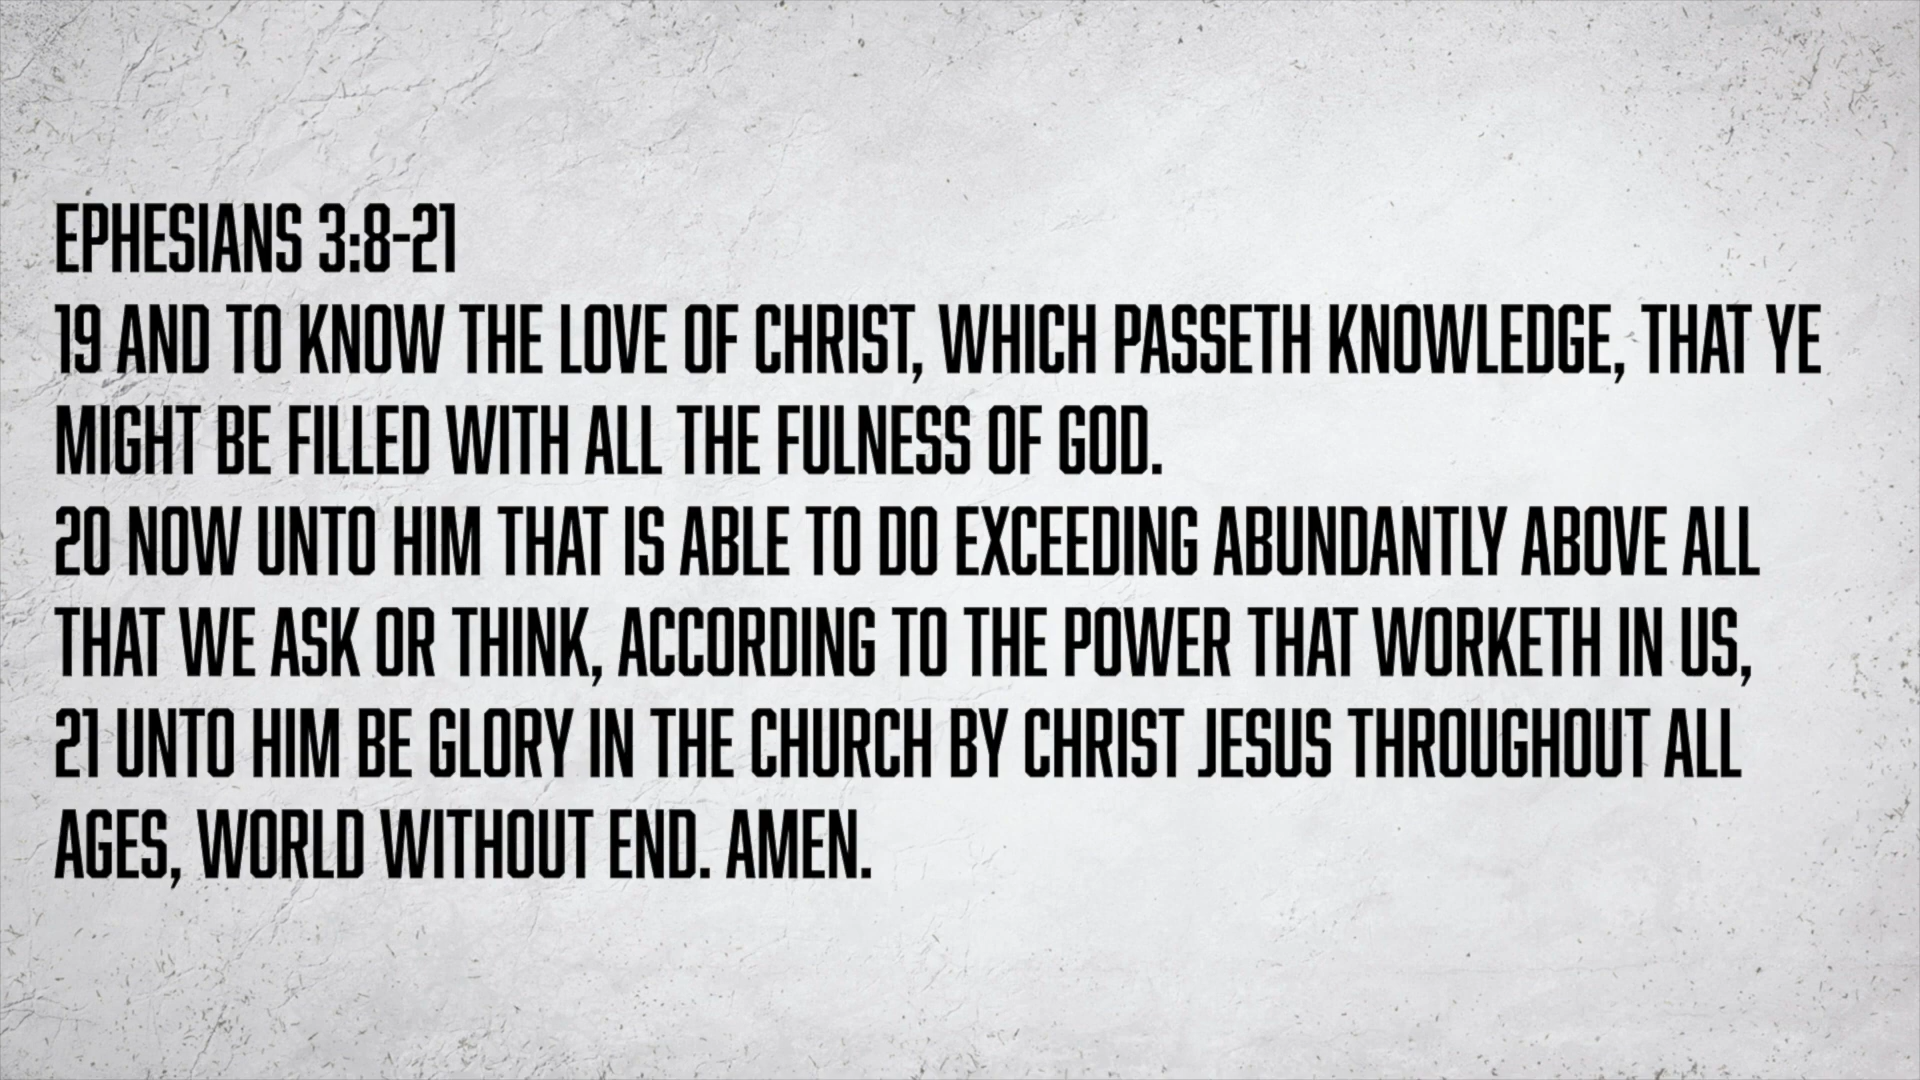 EPHESIANS 3:8-21
19 AND TO KNOW THE LOVE OF CHRIST, WHICH PASSETH KNOWLEDGE, THAT YE
MIGHT BE FILLED WITH ALL THE FULNESS OF GOD.
20 NOW UNTO HIM THAT IS ABLE TO DO EXCEEDING ABUNDANTLY ABOVE ALL
THAT WE ASK OR THINK, ACCORDING TO THE POWER THAT WORKETH IN US,
21 UNTO HIM BE GLORY IN THE CHURCH BY CHRIST JESUS THROUGHOUT ALL
AGES, WORLD WITHOUT END. AMEN.